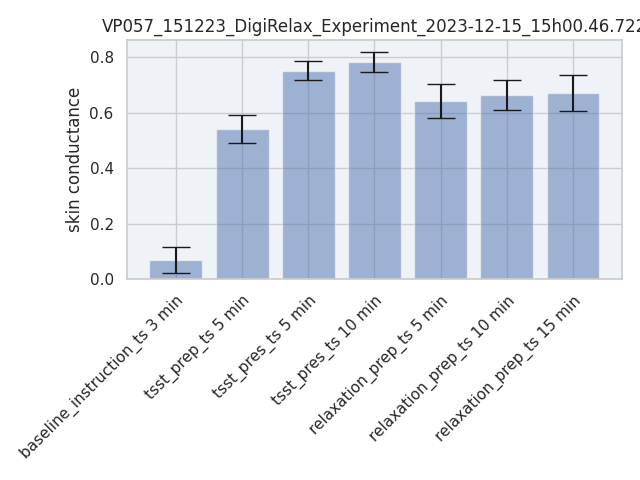 VP057_151223_DigiRelax_Experiment_2023-12-15_15h00.46.722
skin conductance
0.8
0.6
0.4
0.2
0.0
baseline_instruction_ts 3 min
tsst_prep_ts 5 min
tsst_pres_ts 5 min
tsst_pres_ts 10 min
relaxation_prep_ts 5 min
relaxation_prep_ts 10 min
relaxation_prep_ts 15 min